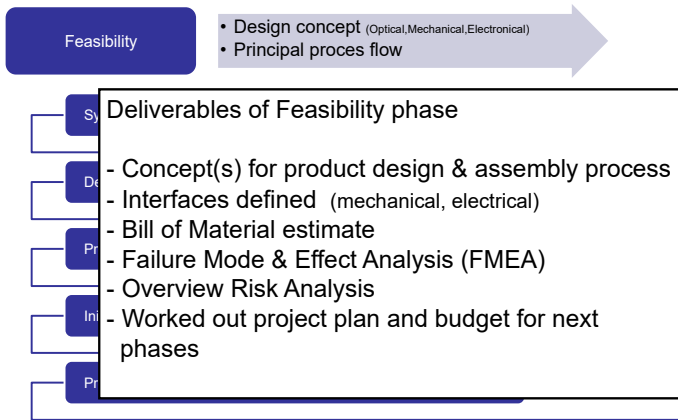 Feasibility
• Design concept (Optical,Mechanical,Electronical)
• Principal proces flow
Deliverables of Feasibility phase
- Concept(s) for product design & assembly process
- Interfaces defined (mechanical, electrical)
- Bill of Material estimate
- Failure Mode & Effect Analysis (FMEA)
- Overview Risk Analysis
- Worked out project plan and budget for next
phases